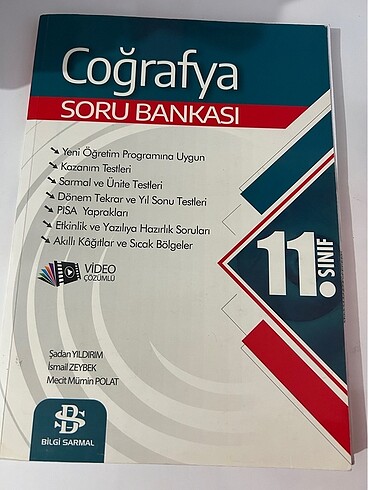 Coğrafya
SORU BANKASI
Yeni Öğretim Programına Uygun
Kazanım Testleri
Sarmal ve Ünite Testleri
Dönem Tekrar ve Yıl Sonu Testleri
PISA Yaprakları
Etkinlik ve Yazılıya Hazırlık Soruları
Akıllı Kâğıtlar ve Sıcak Bölgeler
VİDEO
ÇÖZÜMLÜ
11. SINIF
Şadan YILDIRIM
İsmail ZEYBEK
Mecit Mümin POLAT
BS
BİLGİ SARMAL